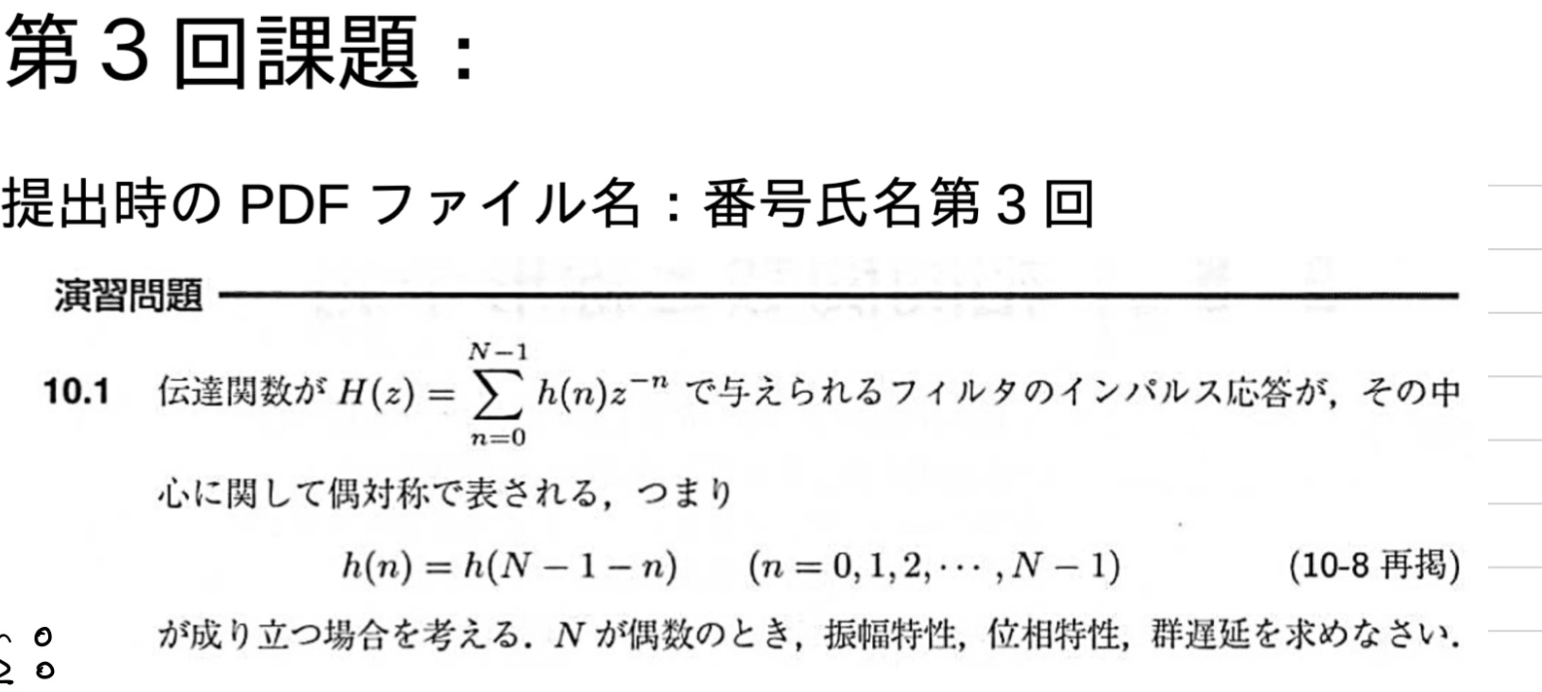 第3回課題：
提出時の PDF ファイル名：番号氏名第3回
演習問題
10.1 伝達関数が H(z) = \sum_{n=0}^{N-1} h(n)z^{-n} で与えられるフィルタのインパルス応答が，その中
心に関して偶対称で表される，つまり
h(n) = h(N − 1 − n)　(n = 0, 1, 2, ⋯ , N − 1)　(10-8 再掲)
が成り立つ場合を考える．N が偶数のとき，振幅特性，位相特性，群遅延を求めなさい．